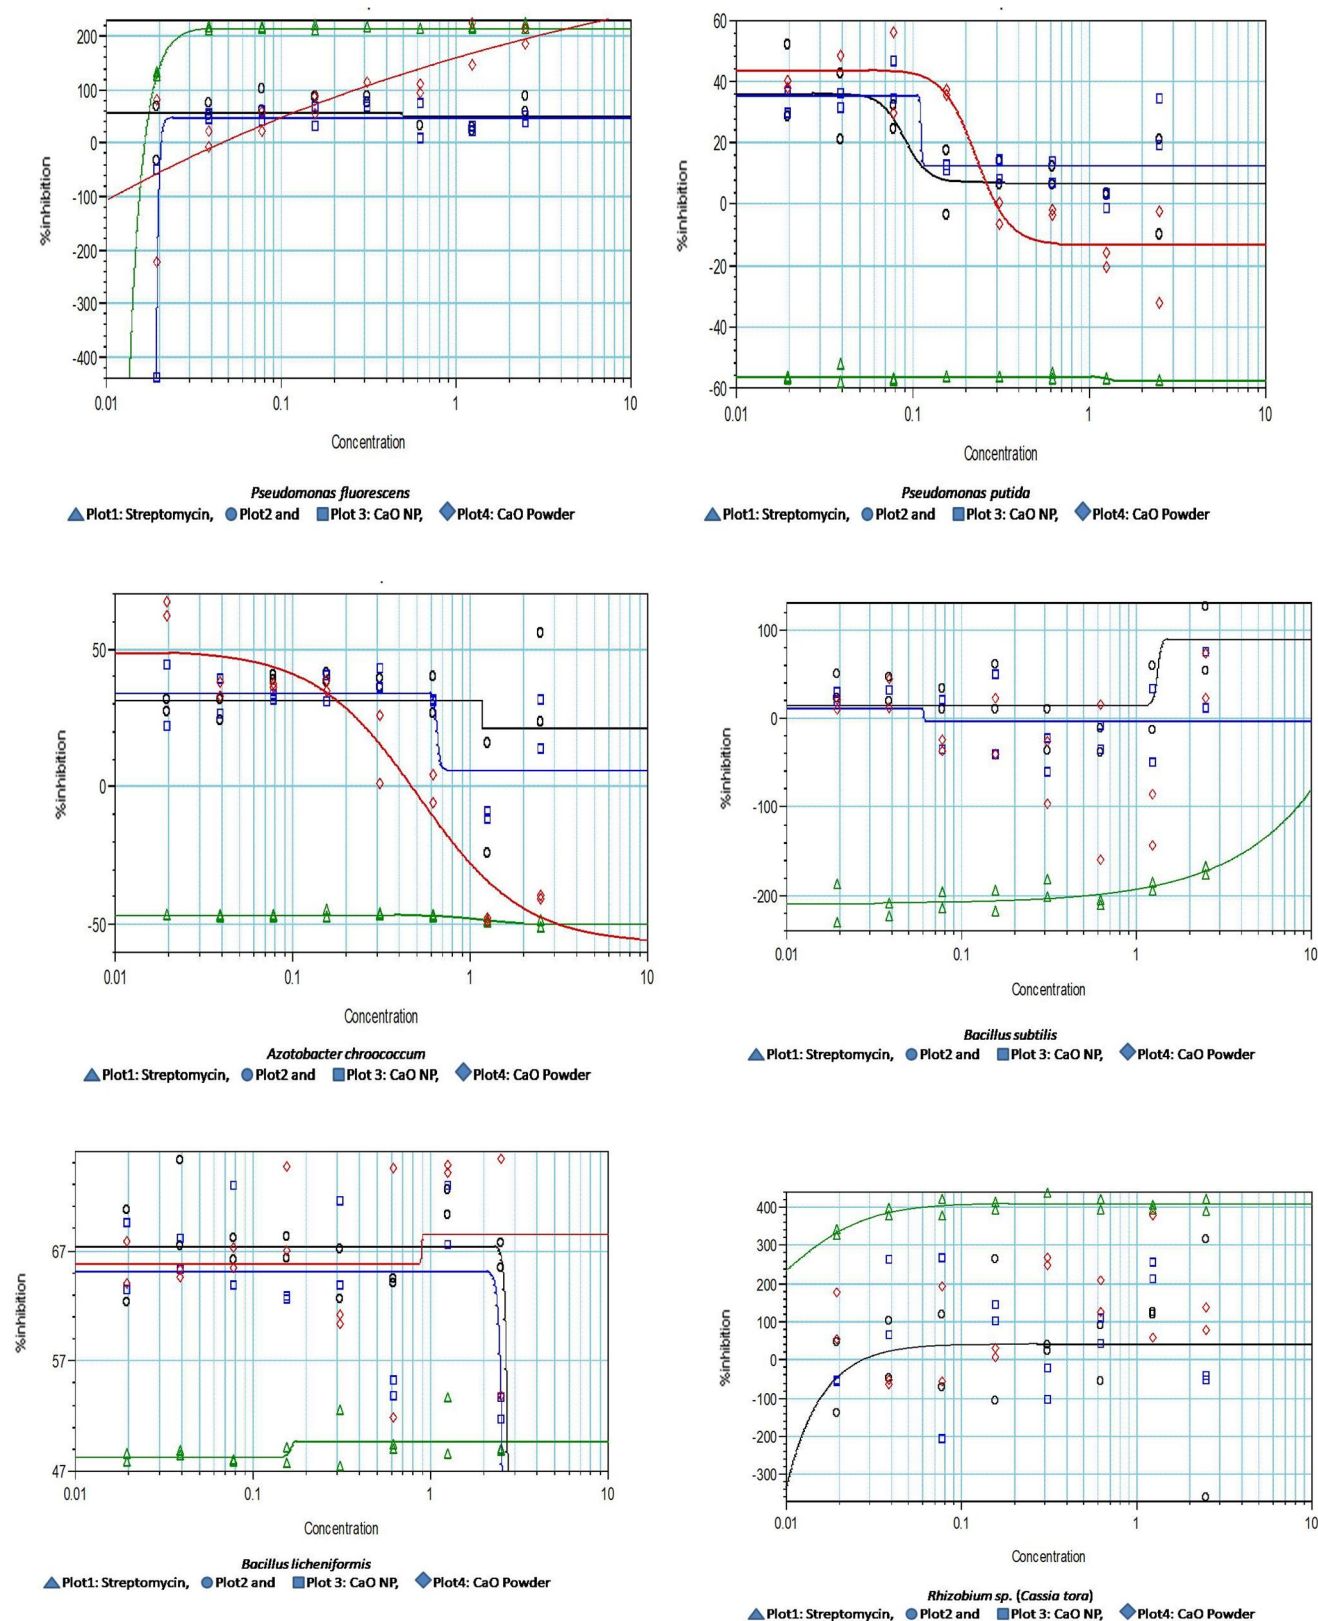 200
100
0
-100
-200
-300
-400
%inhibition
0.01 0.1 1 10
Concentration
Pseudomonas fluorescens
Plot1: Streptomycin, Plot2 and Plot 3: CaO NP, Plot4: CaO Powder
60
40
20
0
-20
-40
-60
%inhibition
0.01 0.1 1 10
Concentration
Pseudomonas putida
Plot1: Streptomycin, Plot2 and Plot 3: CaO NP, Plot4: CaO Powder
50
0
-50
%inhibition
0.01 0.1 1 10
Concentration
Azotobacter chroococcum
Plot1: Streptomycin, Plot2 and Plot 3: CaO NP, Plot4: CaO Powder
100
0
-100
-200
%inhibition
0.01 0.1 1 10
Concentration
Bacillus subtilis
Plot1: Streptomycin, Plot2 and Plot 3: CaO NP, Plot4: CaO Powder
67
57
47
%inhibition
0.01 0.1 1 10
Concentration
Bacillus licheniformis
Plot1: Streptomycin, Plot2 and Plot 3: CaO NP, Plot4: CaO Powder
400
300
200
100
0
-100
-200
-300
%inhibition
0.01 0.1 1 10
Concentration
Rhizobium sp. (Cassia tora)
Plot1: Streptomycin, Plot2 and Plot 3: CaO NP, Plot4: CaO Powder